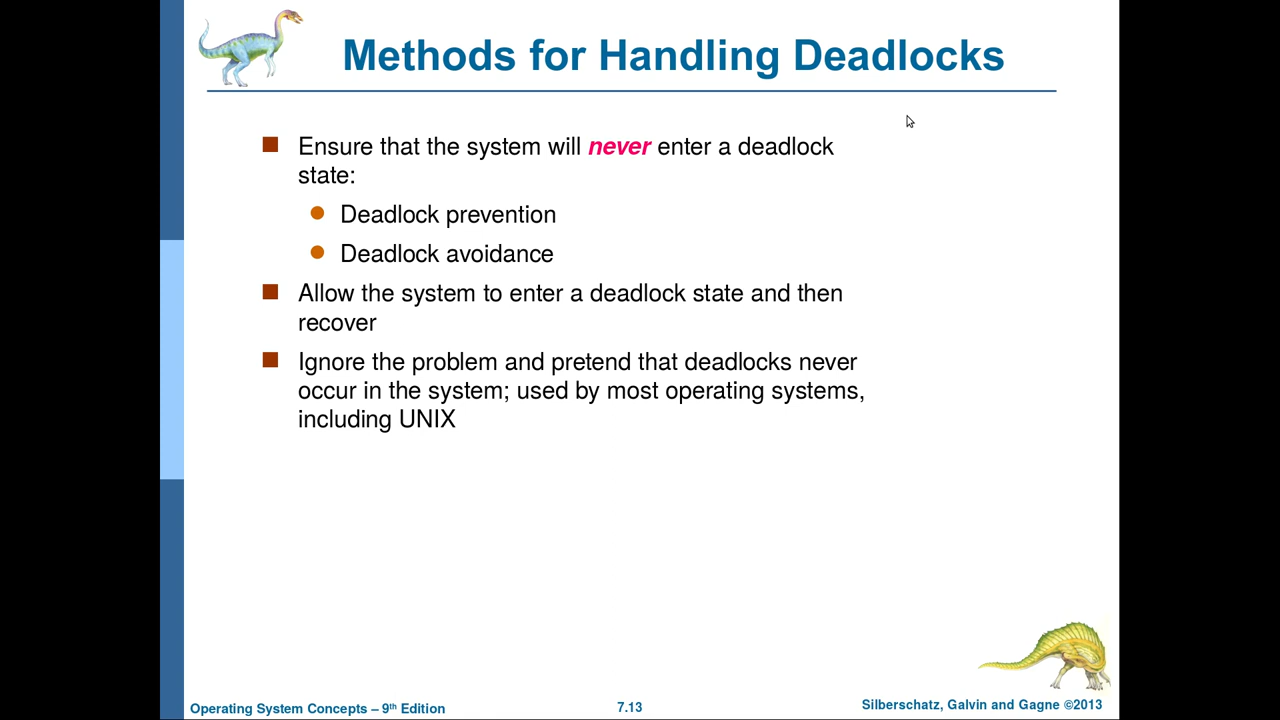 Methods for Handling Deadlocks
Ensure that the system will never enter a deadlock
state:
Deadlock prevention
Deadlock avoidance
Allow the system to enter a deadlock state and then
recover
Ignore the problem and pretend that deadlocks never
occur in the system; used by most operating systems,
including UNIX
Operating System Concepts – 9th Edition
7.13
Silberschatz, Galvin and Gagne ©2013